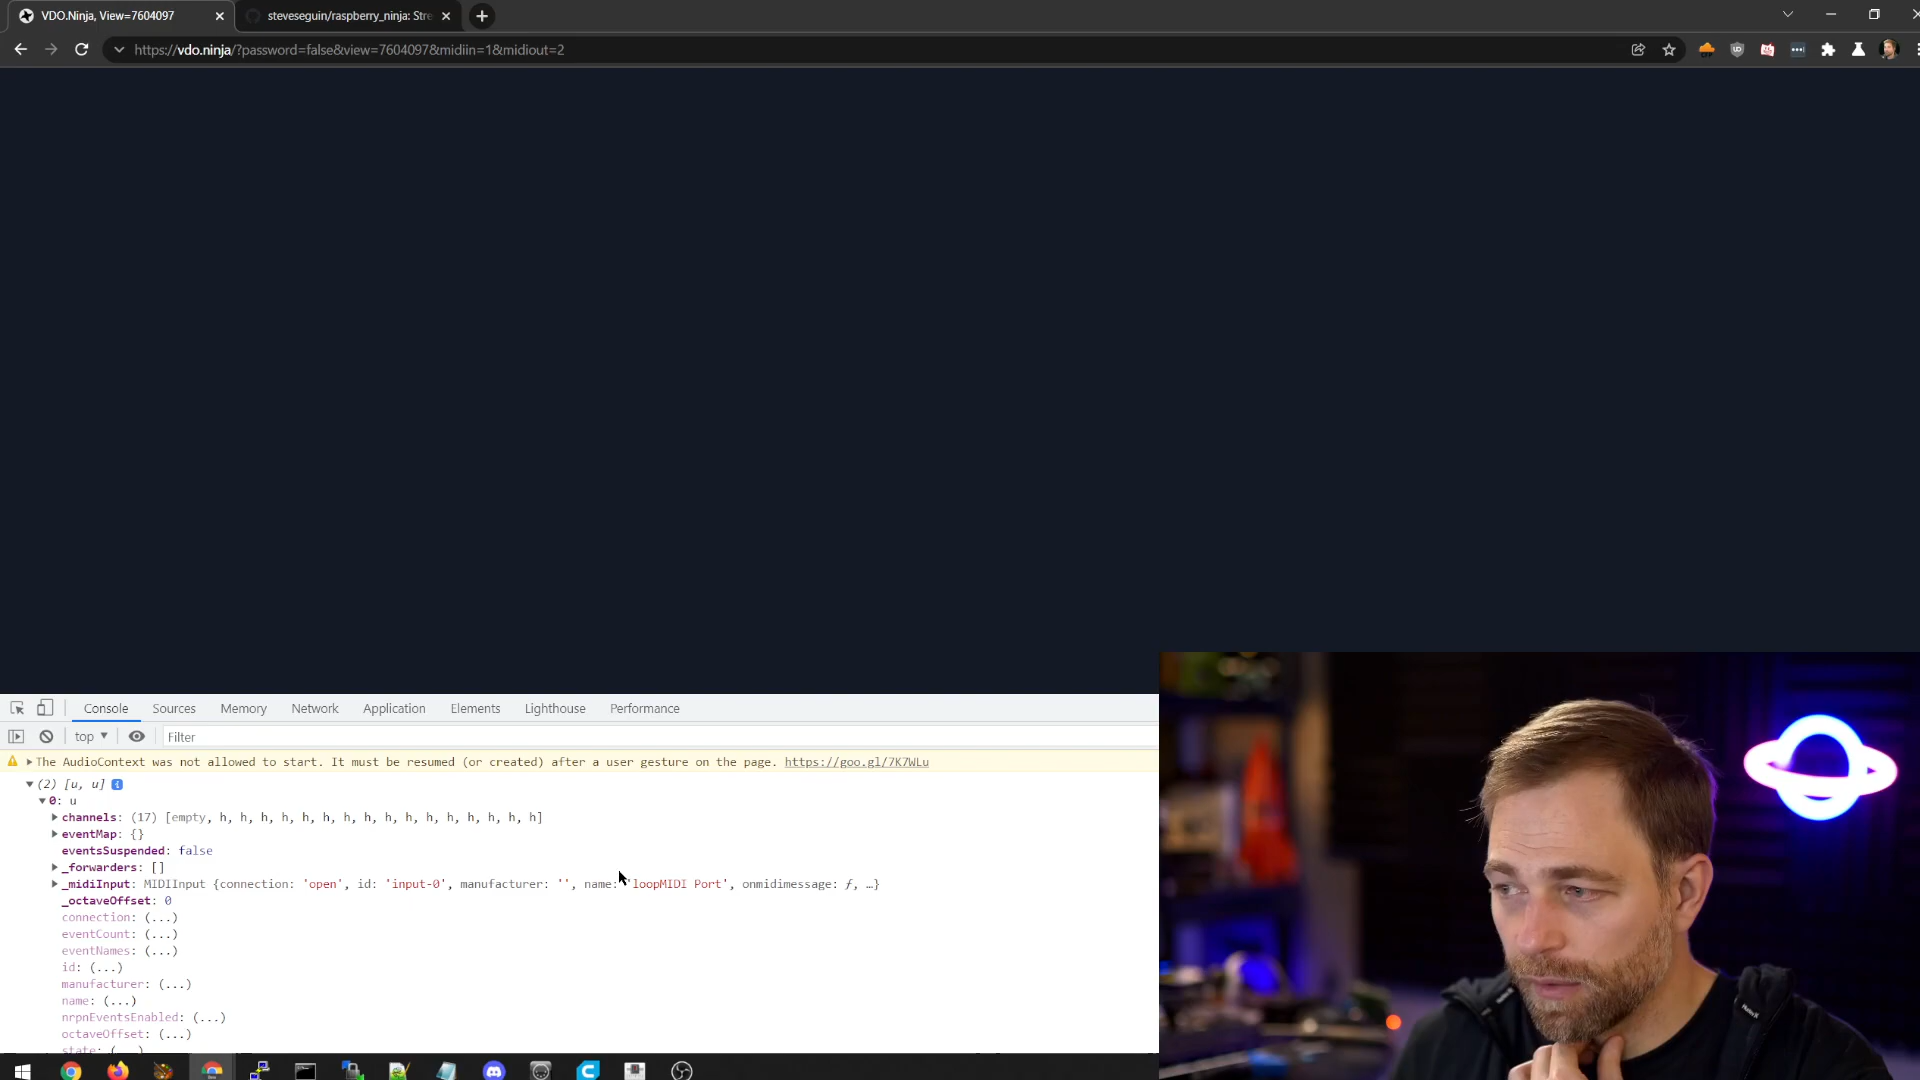 VDO.Ninja, View=7604097
steveseguin/raspberry_ninja: Stre
https://vdo.ninja/?password=false&view=7604097&midiin=1&midiout=2
Console Sources Memory Network Application Elements Lighthouse Performance
top Filter
The AudioContext was not allowed to start. It must be resumed (or created) after a user gesture on the page. https://goo.gl/7K7WLu
(2) [u, u]
0: u
channels: (17) [empty, h, h, h, h, h, h, h, h, h, h, h, h, h, h, h, h]
eventMap: {}
eventsSuspended: false
_forwarders: []
_midiInput: MIDIInput {connection: 'open', id: 'input-0', manufacturer: '', name: 'loopMIDI Port', onmidimessage: ƒ, …}
_octaveOffset: 0
connection: (...)
eventCount: (...)
eventNames: (...)
id: (...)
manufacturer: (...)
name: (...)
nrpnEventsEnabled: (...)
octaveOffset: (...)
state: (...)